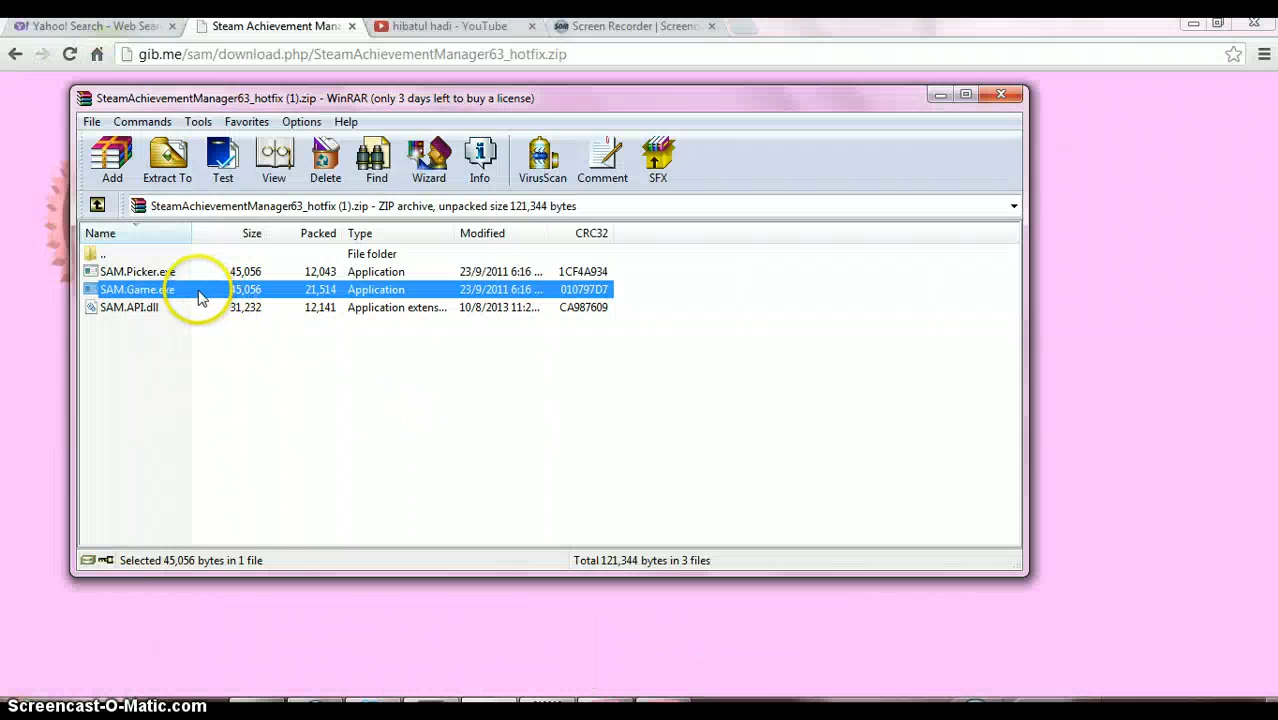 Yahoo! Search - Web Sea
Steam Achievement Man
hibatul hadi - YouTube
Screen Recorder | Screenc
gib.me/sam/download.php/SteamAchievementManager63_hotfix.zip
SteamAchievementManager63_hotfix (1).zip - WinRAR (only 3 days left to buy a license)
File Commands Tools Favorites Options Help
Add Extract To Test View Delete Find Wizard Info VirusScan Comment SFX
SteamAchievementManager63_hotfix (1).zip - ZIP archive, unpacked size 121,344 bytes
Name Size Packed Type Modified CRC32
.. File folder
SAM.Picker.exe 45,056 12,043 Application 23/9/2011 6:16 ... 1CF4A934
SAM.Game.exe 45,056 21,514 Application 23/9/2011 6:16 ... 010797D7
SAM.API.dll 31,232 12,141 Application extens... 10/8/2013 11:2... CA987609
Selected 45,056 bytes in 1 file
Total 121,344 bytes in 3 files
Screencast-O-Matic.com